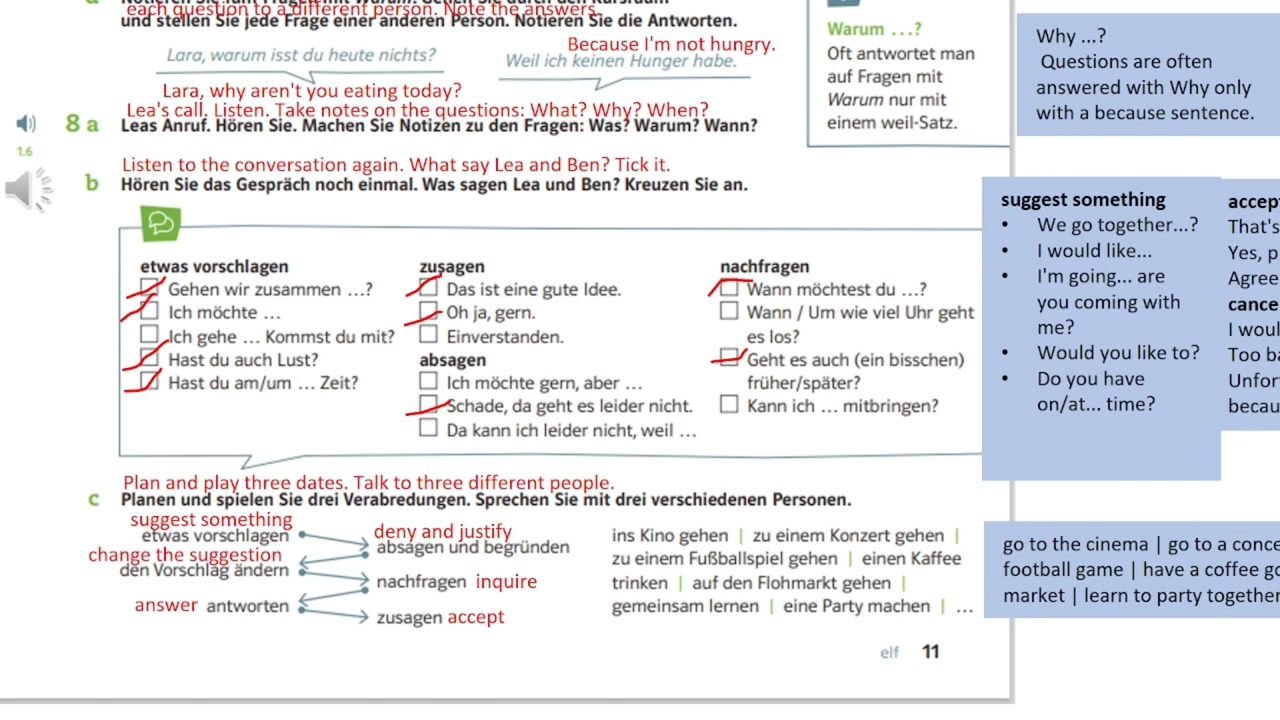 each question to a different person. Note the answers.
und stellen Sie jede Frage einer anderen Person. Notieren Sie die Antworten.
Because I'm not hungry.
Lara, warum isst du heute nichts?
Weil ich keinen Hunger habe.
Lara, why aren't you eating today?
Warum ...?
Oft antwortet man
auf Fragen mit
Warum nur mit
einem weil-Satz.
Why ...?
Questions are often
answered with Why only
with a because sentence.
Lea's call. Listen. Take notes on the questions: What? Why? When?
8 a Leas Anruf. Hören Sie. Machen Sie Notizen zu den Fragen: Was? Warum? Wann?
1.6
Listen to the conversation again. What say Lea and Ben? Tick it.
b Hören Sie das Gespräch noch einmal. Was sagen Lea und Ben? Kreuzen Sie an.
etwas vorschlagen
Gehen wir zusammen ...?
Ich möchte ...
Ich gehe ... Kommst du mit?
Hast du auch Lust?
Hast du am/um ... Zeit?
zusagen
Das ist eine gute Idee.
Oh ja, gern.
Einverstanden.
absagen
Ich möchte gern, aber ...
Schade, da geht es leider nicht.
Da kann ich leider nicht, weil ...
nachfragen
Wann möchtest du ...?
Wann / Um wie viel Uhr geht
es los?
Geht es auch (ein bisschen)
früher/später?
Kann ich ... mitbringen?
suggest something
• We go together...?
• I would like...
• I'm going... are
you coming with
me?
• Would you like to?
• Do you have
on/at... time?
That's
Yes, p
Agree
Plan and play three dates. Talk to three different people.
c Planen und spielen Sie drei Verabredungen. Sprechen Sie mit drei verschiedenen Personen.
suggest something
etwas vorschlagen
deny and justify
absagen und begründen
change the suggestion
den Vorschlag ändern
nachfragen inquire
answer antworten
zusagen accept
ins Kino gehen | zu einem Konzert gehen |
zu einem Fußballspiel gehen | einen Kaffee
trinken | auf den Flohmarkt gehen |
gemeinsam lernen | eine Party machen | ...
go to the cinema | go to a conce
football game | have a coffee go
market | learn to party together
elf 11